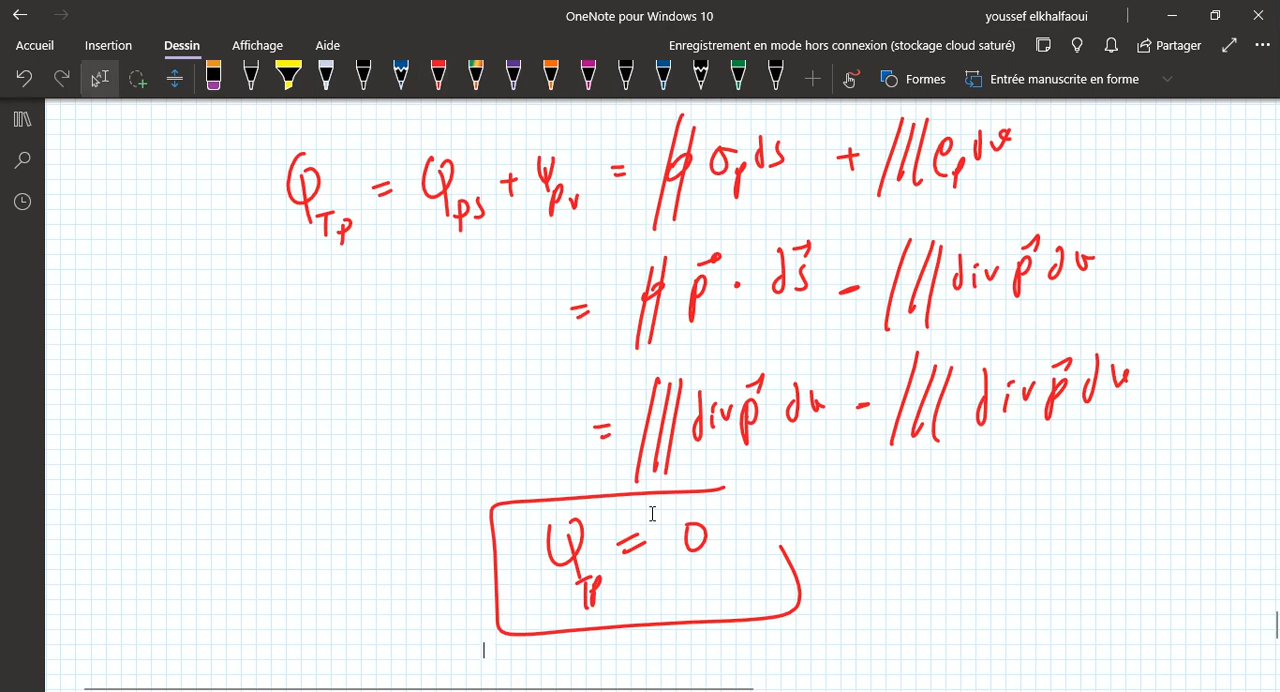 OneNote pour Windows 10
youssef elkhalfaoui
Accueil Insertion Dessin Affichage Aide
Enregistrement en mode hors connexion (stockage cloud saturé)
Partager
Formes
Entrée manuscrite en forme
φ_Tp = φ_ps + φ_pv = ∯ σ_p ds + ∭ ρ_p dv
= ∯ p⃗ · ds⃗ - ∭ div p⃗ dv
= ∭ div p⃗ dv - ∭ div p⃗ dv
φ_Tp = 0